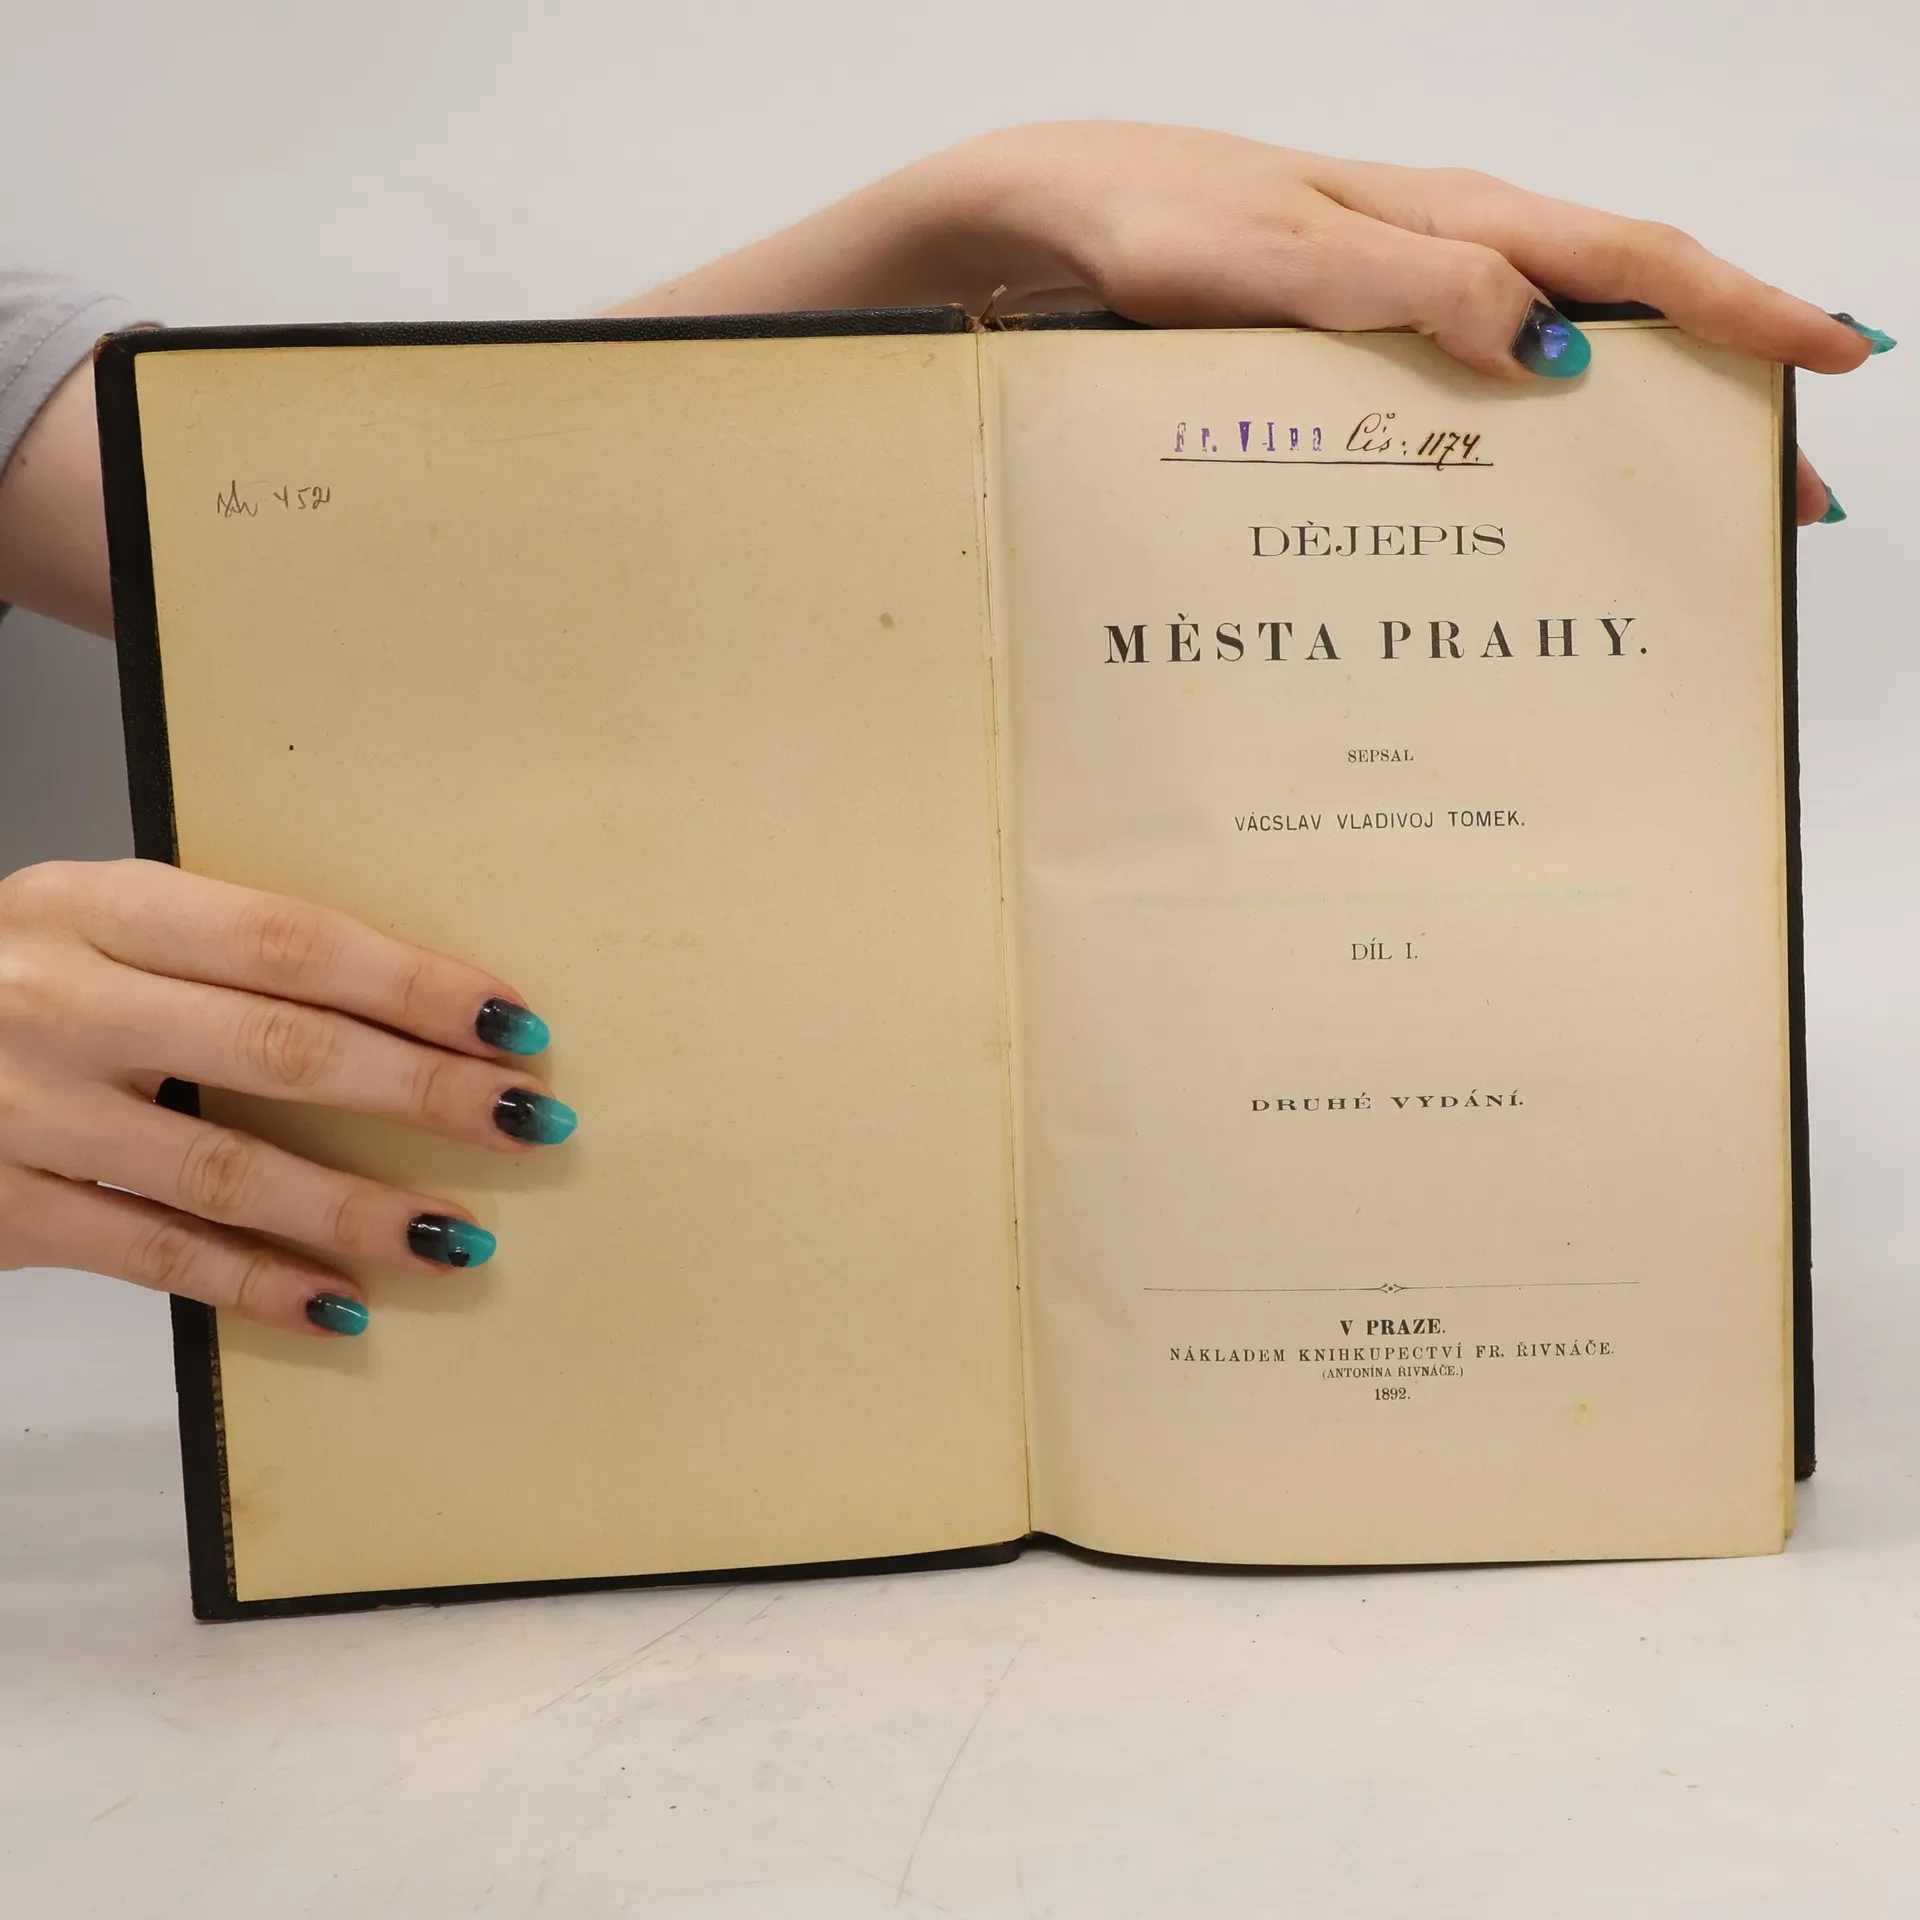 Fr. Vlna Čís: 1174.
DĚJEPIS
MĚSTA PRAHY.
SEPSAL
VÁCSLAV VLADIVOJ TOMEK.
DÍL I.
DRUHÉ VYDÁNÍ.
V PRAZE.
NÁKLADEM KNIHKUPECTVÍ FR. ŘIVNÁČE.
(ANTONÍNA ŘIVNÁČE.)
1892.